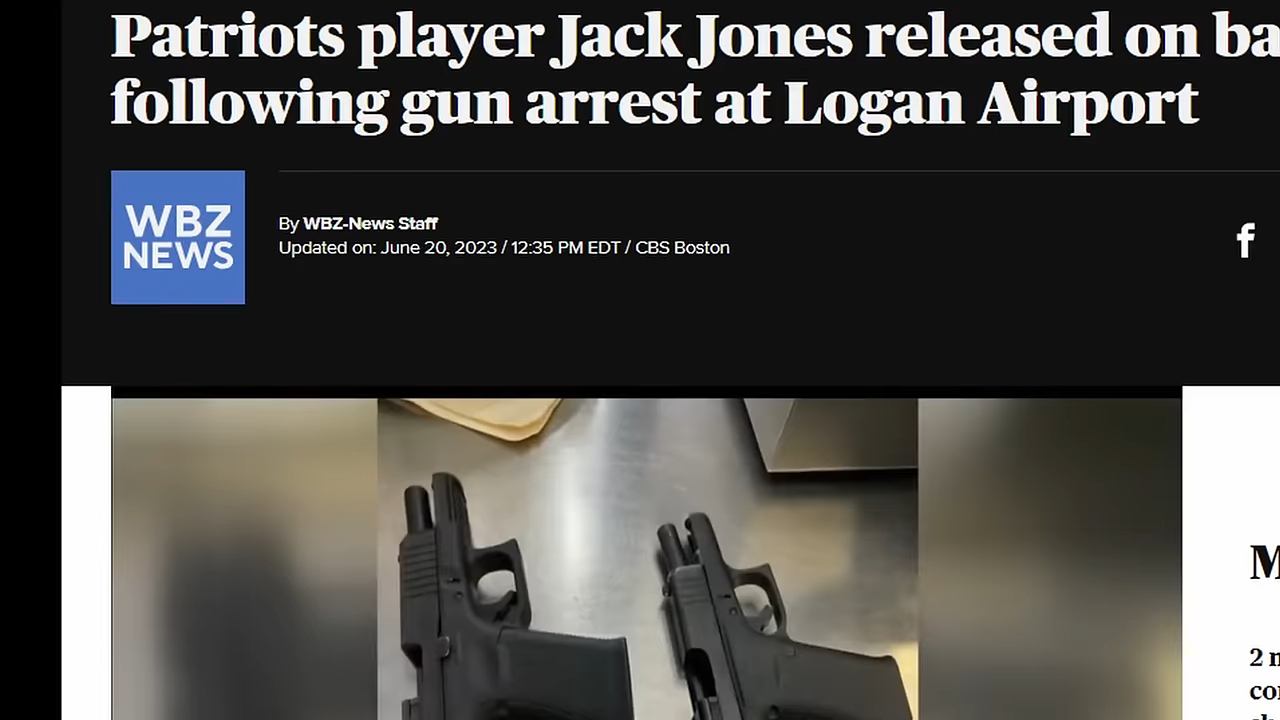 Patriots player Jack Jones released on ba
following gun arrest at Logan Airport
WBZ
NEWS
By WBZ-News Staff
Updated on: June 20, 2023 / 12:35 PM EDT / CBS Boston
f
M
2